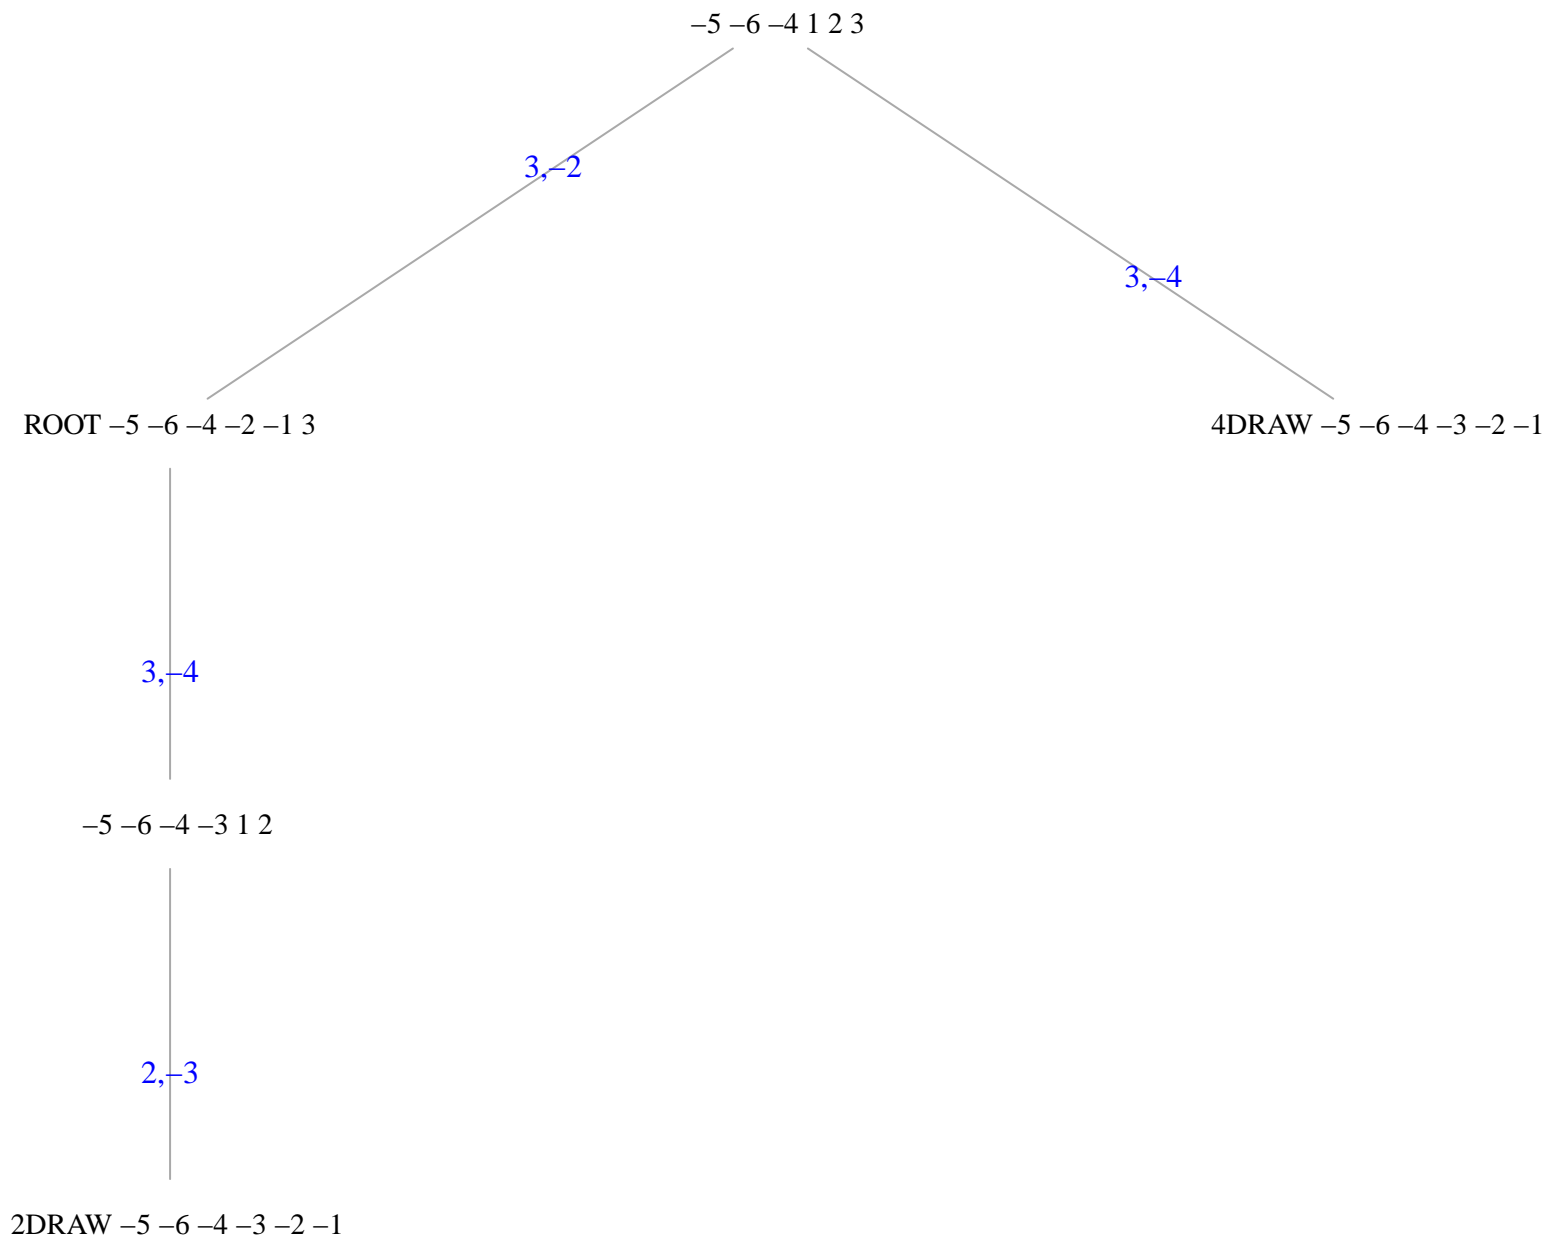 –5 –6 –4 1 2 3
3,–2
3,–4
ROOT –5 –6 –4 –2 –1 3
4DRAW –5 –6 –4 –3 –2 –1
3,–4
–5 –6 –4 –3 1 2
2,–3
2DRAW –5 –6 –4 –3 –2 –1